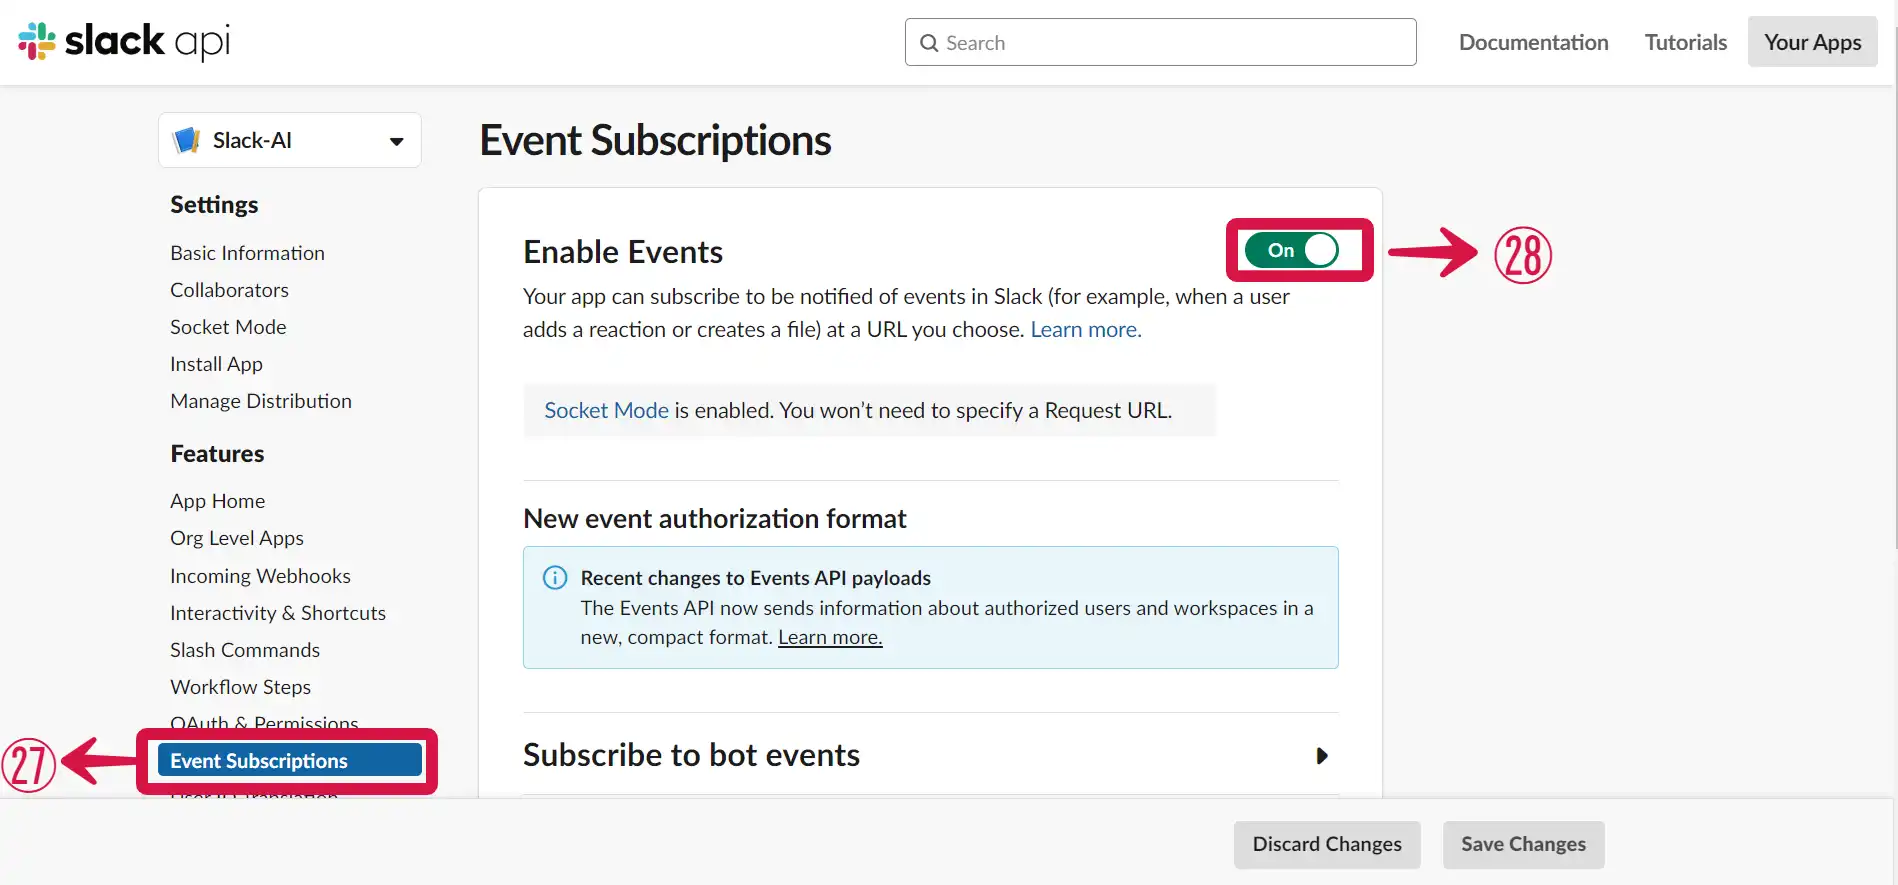 slack api
Search
Documentation
Tutorials
Your Apps
Slack-AI
Settings
Basic Information
Collaborators
Socket Mode
Install App
Manage Distribution
Features
App Home
Org Level Apps
Incoming Webhooks
Interactivity & Shortcuts
Slash Commands
Workflow Steps
OAuth & Permissions
27
Event Subscriptions
User ID Translation
Event Subscriptions
Enable Events
On
28
Your app can subscribe to be notified of events in Slack (for example, when a user
adds a reaction or creates a file) at a URL you choose. Learn more.
Socket Mode is enabled. You won’t need to specify a Request URL.
New event authorization format
Recent changes to Events API payloads
The Events API now sends information about authorized users and workspaces in a
new, compact format. Learn more.
Subscribe to bot events
Discard Changes
Save Changes